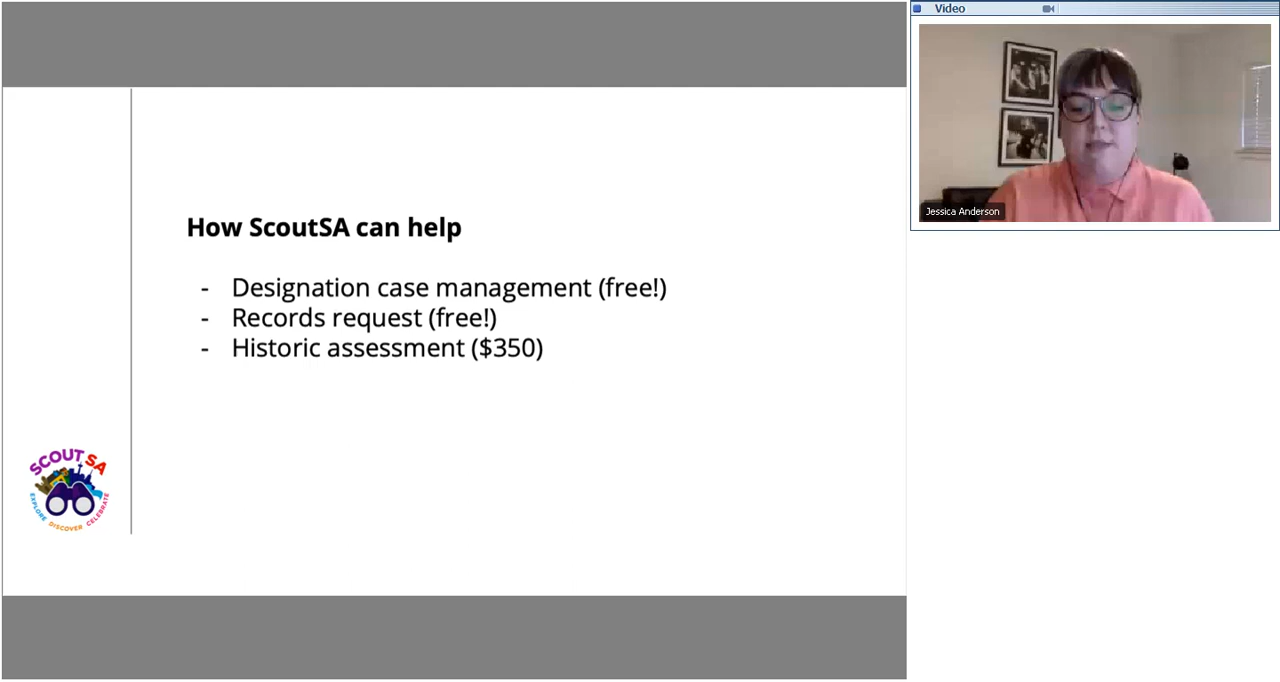 How ScoutSA can help
- Designation case management (free!)
- Records request (free!)
- Historic assessment ($350)
SCOUT SA
EXPLORE DISCOVER CELEBRATE
Video
Jessica Anderson